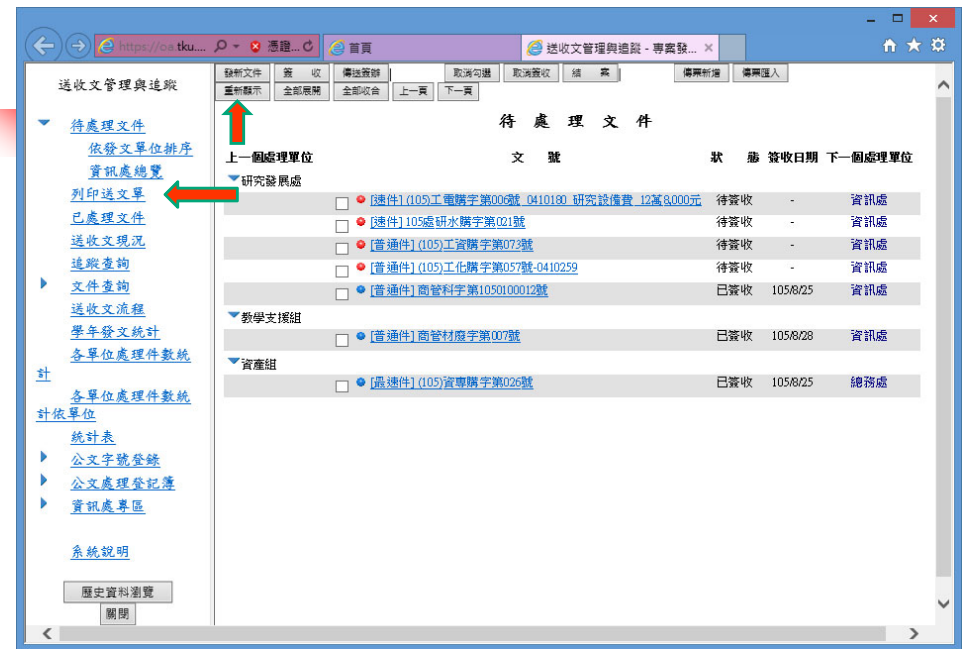 https://oa.tku....
憑證...
首頁
送收文管理與追蹤 - 專案發...
送收文管理與追蹤
待處理文件
依發文單位排序
資訊處總覽
列印送文單
已處理文件
送收文現況
追蹤查詢
文件查詢
送收文流程
學年發文統計
各單位處理件數統
計
各單位處理件數統
計依單位
統計表
公文字號登錄
公文處理登記簿
資訊處專區
系統說明
歷史資料瀏覽
關閉
發新文件 簽 收 傳送簽辦 | 取消勾選 取消簽收 結 案 | 傳票新增 傳票匯入
重新顯示 全部展開 全部收合 上一頁 下一頁
待 處 理 文 件
上一個處理單位 文 號 狀 態 簽收日期 下一個處理單位
研究發展處
[速件] (105)工電購字第006號_0410180_研究設備費_12萬8,000元 待簽收 - 資訊處
[速件] 105處研水購字第021號 待簽收 - 資訊處
[普通件] (105)工資購字第073號 待簽收 - 資訊處
[普通件] (105)工化購字第057號-0410259 待簽收 - 資訊處
[普通件] 商管科字第1050100012號 已簽收 105/8/25 資訊處
教學支援組
[普通件] 商管材廢字第007號 已簽收 105/8/28 資訊處
資產組
[最速件] (105)資專購字第026號 已簽收 105/8/25 總務處